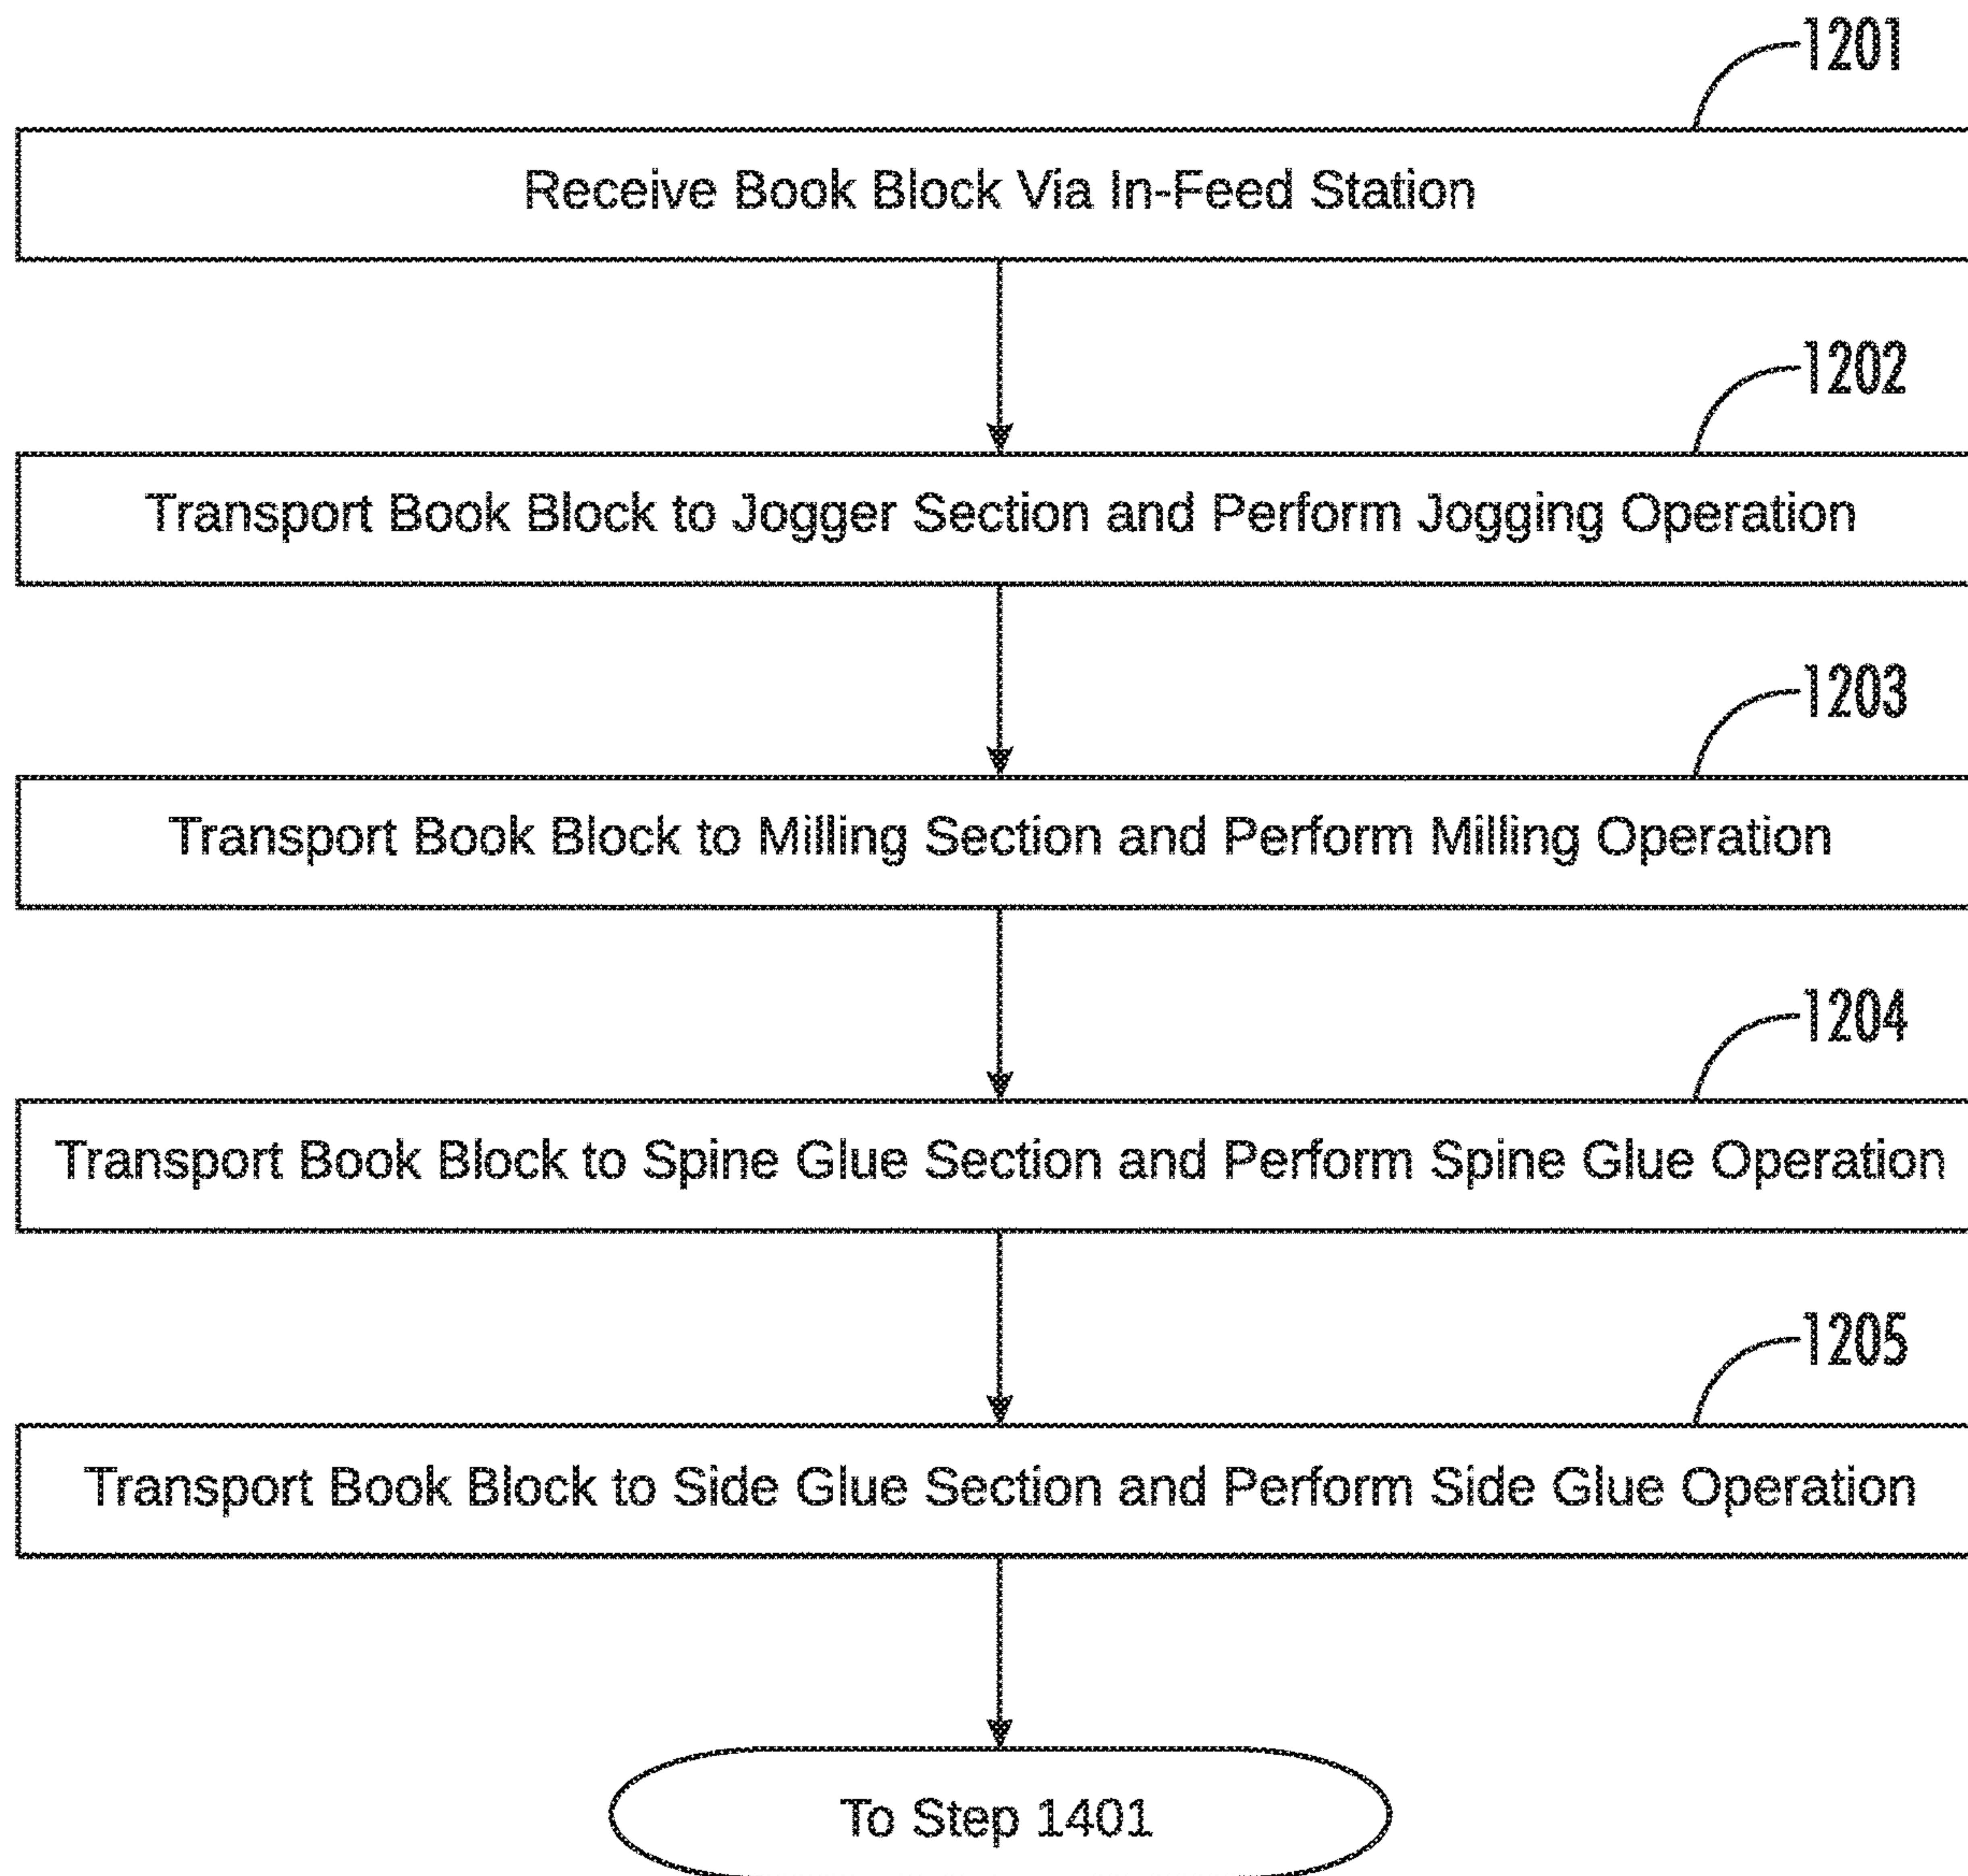 1201
Receive Book Block Via In-Feed Station
1202
Transport Book Block to Jogger Section and Perform Jogging Operation
1203
Transport Book Block to Milling Section and Perform Milling Operation
1204
Transport Book Block to Spine Glue Section and Perform Spine Glue Operation
1205
Transport Book Block to Side Glue Section and Perform Side Glue Operation
To Step 1401